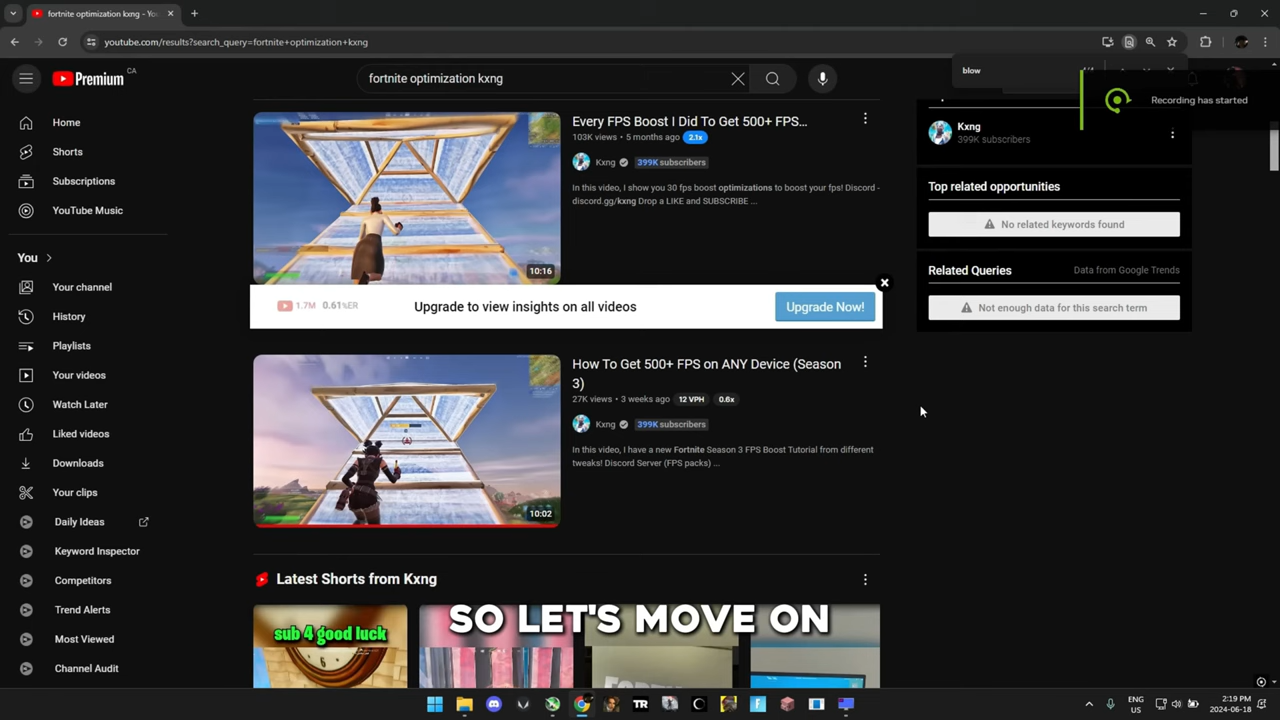 fortnite optimization kxng - You
youtube.com/results?search_query=fortnite+optimization+kxng
blow
Recording has started
Premium CA
fortnite optimization kxng
Home
Shorts
Subscriptions
YouTube Music
You
Your channel
History
Playlists
Your videos
Watch Later
Liked videos
Downloads
Your clips
Daily Ideas
Keyword Inspector
Competitors
Trend Alerts
Most Viewed
Channel Audit
Every FPS Boost I Did To Get 500+ FPS...
103K views • 5 months ago 2.1x
Kxng 399K subscribers
In this video, I show you 30 fps boost optimizations to boost your fps! Discord -
discord.gg/kxng Drop a LIKE and SUBSCRIBE ...
10:16
1.7M 0.61%ER Upgrade to view insights on all videos Upgrade Now!
How To Get 500+ FPS on ANY Device (Season
3)
27K views • 3 weeks ago 12 VPH 0.6x
Kxng 399K subscribers
In this video, I have a new Fortnite Season 3 FPS Boost Tutorial from different
tweaks! Discord Server (FPS packs) ...
10:02
Latest Shorts from Kxng
sub 4 good luck
SO LET'S MOVE ON
Kxng
399K subscribers
Top related opportunities
No related keywords found
Related Queries Data from Google Trends
Not enough data for this search term
TR
ENG
US
2:19 PM
2024-06-18